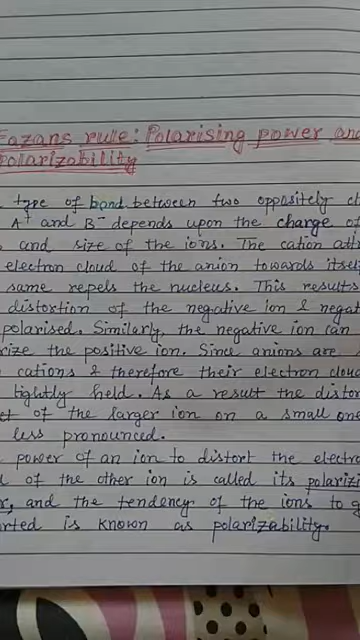 Fazans rule: Polarising power an
Polarizability
type of bond between two oppositely ch
A+ and B- depends upon the charge of
and size of the ions. The cation att
electron cloud of the anion towards itsel
same repels the nucleus. This results
distortion of the negative ion & negat
polarised. Similarly, the negative ion can
rize the positive ion. Since anions are
cations & therefore their electron cloud
tightly held. As a result the distor
et of the larger ion on a small one
less pronounced.
power of an ion to distort the electro
d of the other ion is called its polarizi
r, and the tendency of the ions to g
orted is known as polarizability.